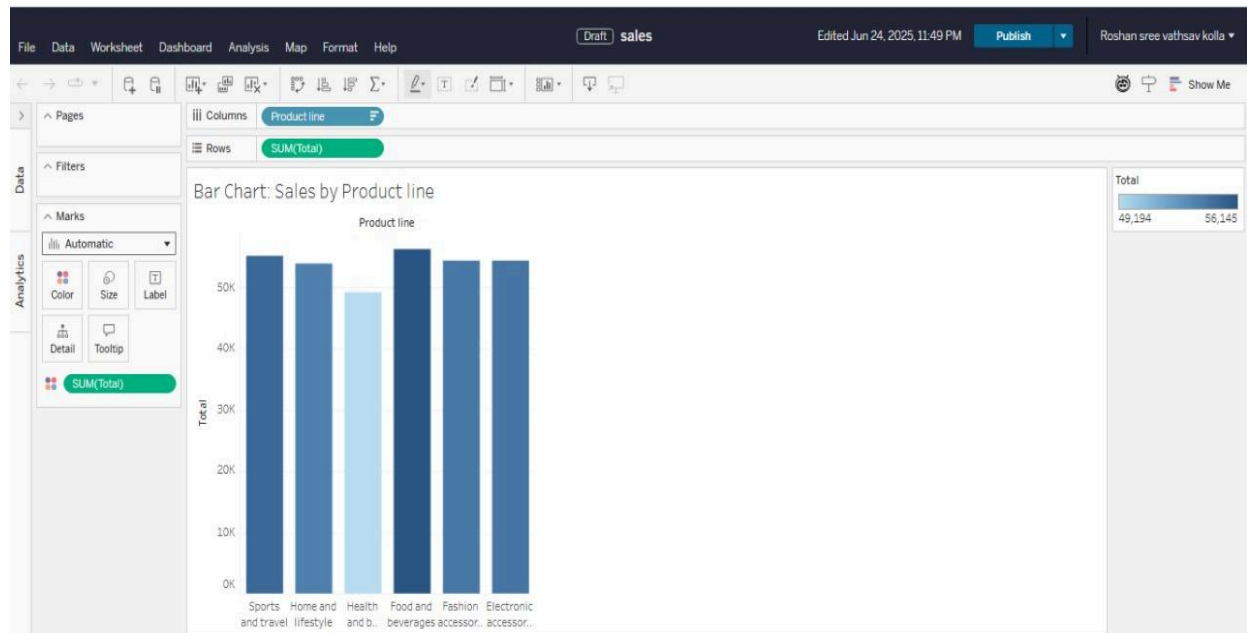 Draft sales
Edited Jun 24, 2025, 11:49 PM
Publish
Roshan sree vathsav kolla
File Data Worksheet Dashboard Analysis Map Format Help
Show Me
Data
Analytics
Pages
Filters
Marks
Automatic
Color Size Label
Detail Tooltip
SUM(Total)
Columns Product line
Rows SUM(Total)
Bar Chart: Sales by Product line
Product line
Total
50K
40K
30K
20K
10K
0K
Sports Home and Health Food and Fashion Electronic
and travel lifestyle and b.. beverages accessor.. accessor..
Total
49,194 56,145